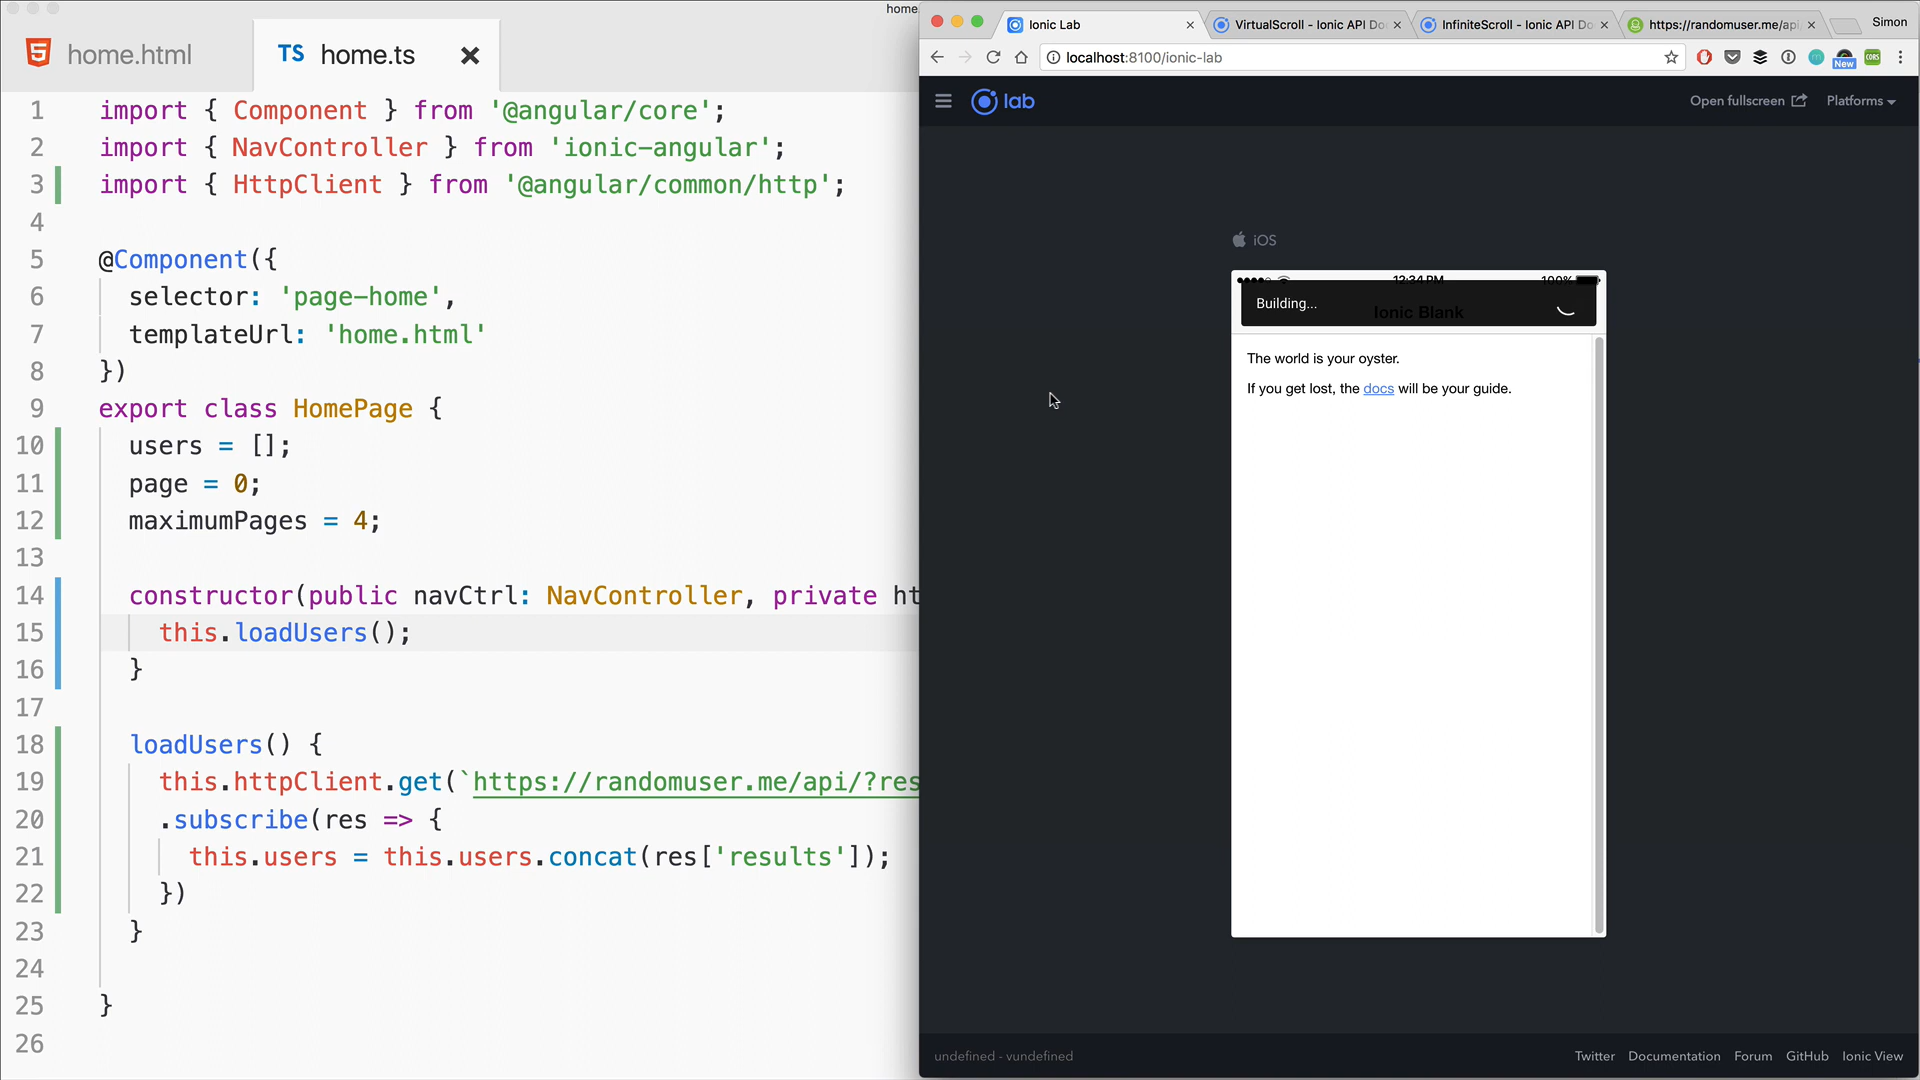 home.html
TS home.ts
home.
1 import { Component } from '@angular/core';
2 import { NavController } from 'ionic-angular';
3 import { HttpClient } from '@angular/common/http';
4
5 @Component({
6 selector: 'page-home',
7 templateUrl: 'home.html'
8 })
9 export class HomePage {
10 users = [];
11 page = 0;
12 maximumPages = 4;
13
14 constructor(public navCtrl: NavController, private ht
15 this.loadUsers();
16 }
17
18 loadUsers() {
19 this.httpClient.get(`https://randomuser.me/api/?res
20 .subscribe(res => {
21 this.users = this.users.concat(res['results']);
22 })
23 }
24
25 }
26
Ionic Lab
VirtualScroll - Ionic API Do
InfiniteScroll - Ionic API Do
https://randomuser.me/api
Simon
localhost:8100/ionic-lab
New
CORS
lab
Open fullscreen
Platforms
iOS
12:34 PM
100%
Building...
Ionic Blank
The world is your oyster.
If you get lost, the docs will be your guide.
undefined - vundefined
Twitter Documentation Forum GitHub Ionic View